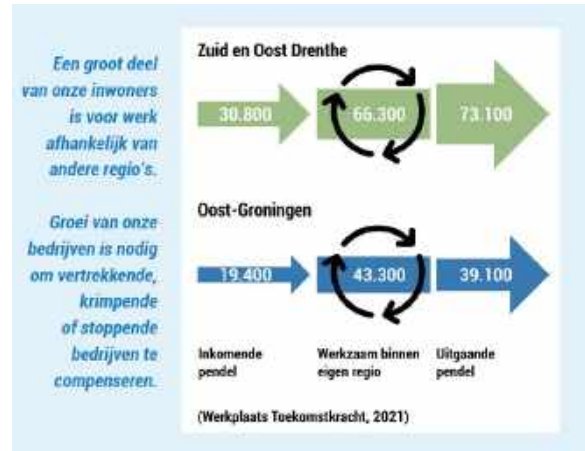 Een groot deel
van onze inwoners
is voor werk
afhankelijk van
andere regio's.
Groei van onze
bedrijven is nodig
om vertrekkende,
krimpende
of stoppende
bedrijven te
compenseren.
Zuid en Oost Drenthe
30.800 66.300 73.100
Oost-Groningen
19.400 43.300 39.100
Inkomende pendel
Werkzaam binnen eigen regio
Uitgaande pendel
(Werkplaats Toekomstkracht, 2021)